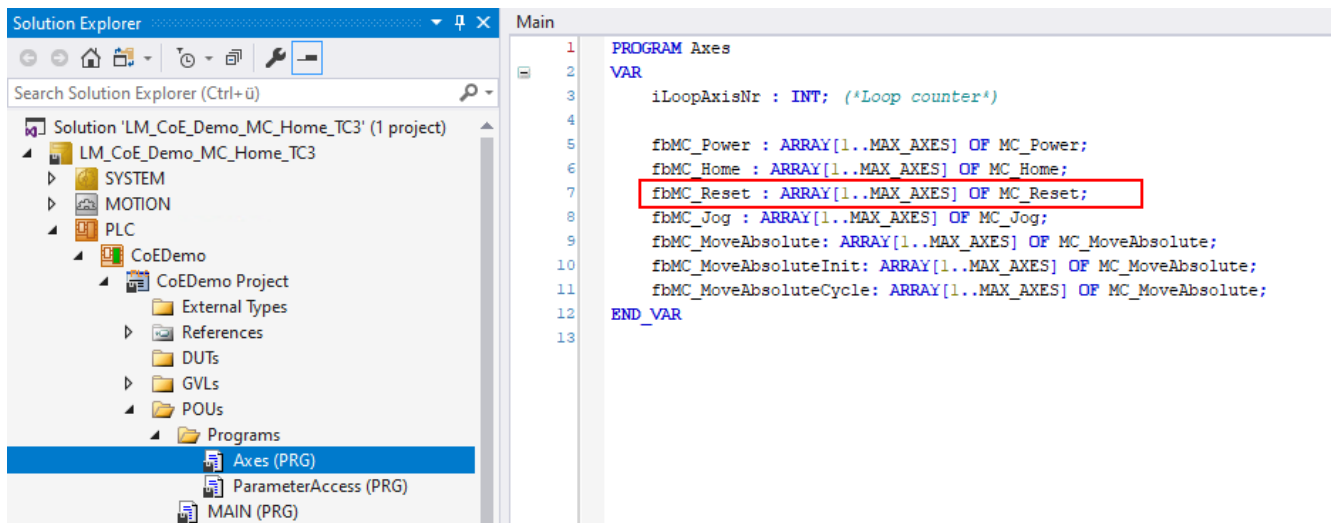 Solution Explorer
Search Solution Explorer (Ctrl+ü)
Solution 'LM_CoE_Demo_MC_Home_TC3' (1 project)
LM_CoE_Demo_MC_Home_TC3
SYSTEM
MOTION
PLC
CoEDemo
CoEDemo Project
External Types
References
DUTs
GVLs
POUs
Programs
Axes (PRG)
ParameterAccess (PRG)
MAIN (PRG)
Main
1 PROGRAM Axes
2 VAR
3 iLoopAxisNr : INT; (*Loop counter*)
4
5 fbMC_Power : ARRAY[1..MAX_AXES] OF MC_Power;
6 fbMC_Home : ARRAY[1..MAX_AXES] OF MC_Home;
7 fbMC_Reset : ARRAY[1..MAX_AXES] OF MC_Reset;
8 fbMC_Jog : ARRAY[1..MAX_AXES] OF MC_Jog;
9 fbMC_MoveAbsolute: ARRAY[1..MAX_AXES] OF MC_MoveAbsolute;
10 fbMC_MoveAbsoluteInit: ARRAY[1..MAX_AXES] OF MC_MoveAbsolute;
11 fbMC_MoveAbsoluteCycle: ARRAY[1..MAX_AXES] OF MC_MoveAbsolute;
12 END_VAR
13